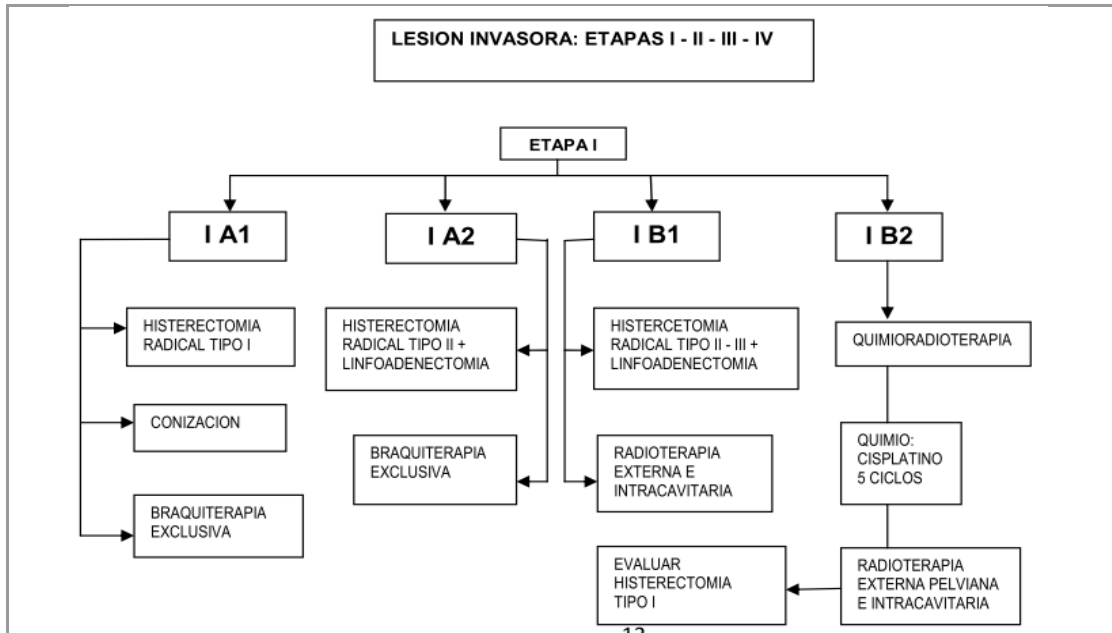 LESION INVASORA: ETAPAS I - II - III - IV
ETAPA I
I A1
I A2
I B1
I B2
HISTERECTOMIA
RADICAL TIPO I
CONIZACION
BRAQUITERAPIA
EXCLUSIVA
HISTERECTOMIA
RADICAL TIPO II +
LINFOADENECTOMIA
BRAQUITERAPIA
EXCLUSIVA
HISTERCETOMIA
RADICAL TIPO II - III +
LINFOADENECTOMIA
RADIOTERAPIA
EXTERNA E
INTRACAVITARIA
QUIMIORADIOTERAPIA
QUIMIO:
CISPLATINO
5 CICLOS
RADIOTERAPIA
EXTERNA PELVIANA
E INTRACAVITARIA
EVALUAR
HISTERECTOMIA
TIPO I